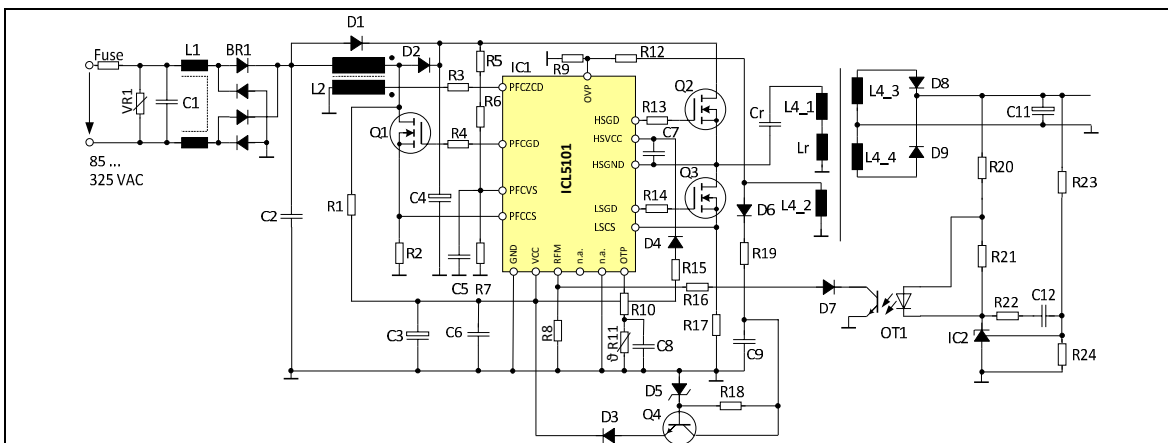 D1
Fuse
L1
BR1
D2
R5
IC1
R9
R12
L2
R3
PFCZCD
OVP
Q2
L4_3
D8
VR1
C1
R6
HSGD
R13
Cr
L4_1
C11
Q1
R4
HSVCC
C7
PFCGD
HSGND
Lr
L4_4
D9
85 ...
325 VAC
ICL5101
Q3
R20
R23
C2
R1
C4
PFCVS
LSGD
R14
D6
L4_2
PFCCS
LSCS
R2
GND
VCC
RFM
n.a.
n.a.
OTP
D4
R19
R21
C5
R7
R15
R10
R16
D7
OT1
R22
C12
C3
C6
R8
ϑ R11
C8
R17
C9
IC2
R24
D5
R18
D3
Q4